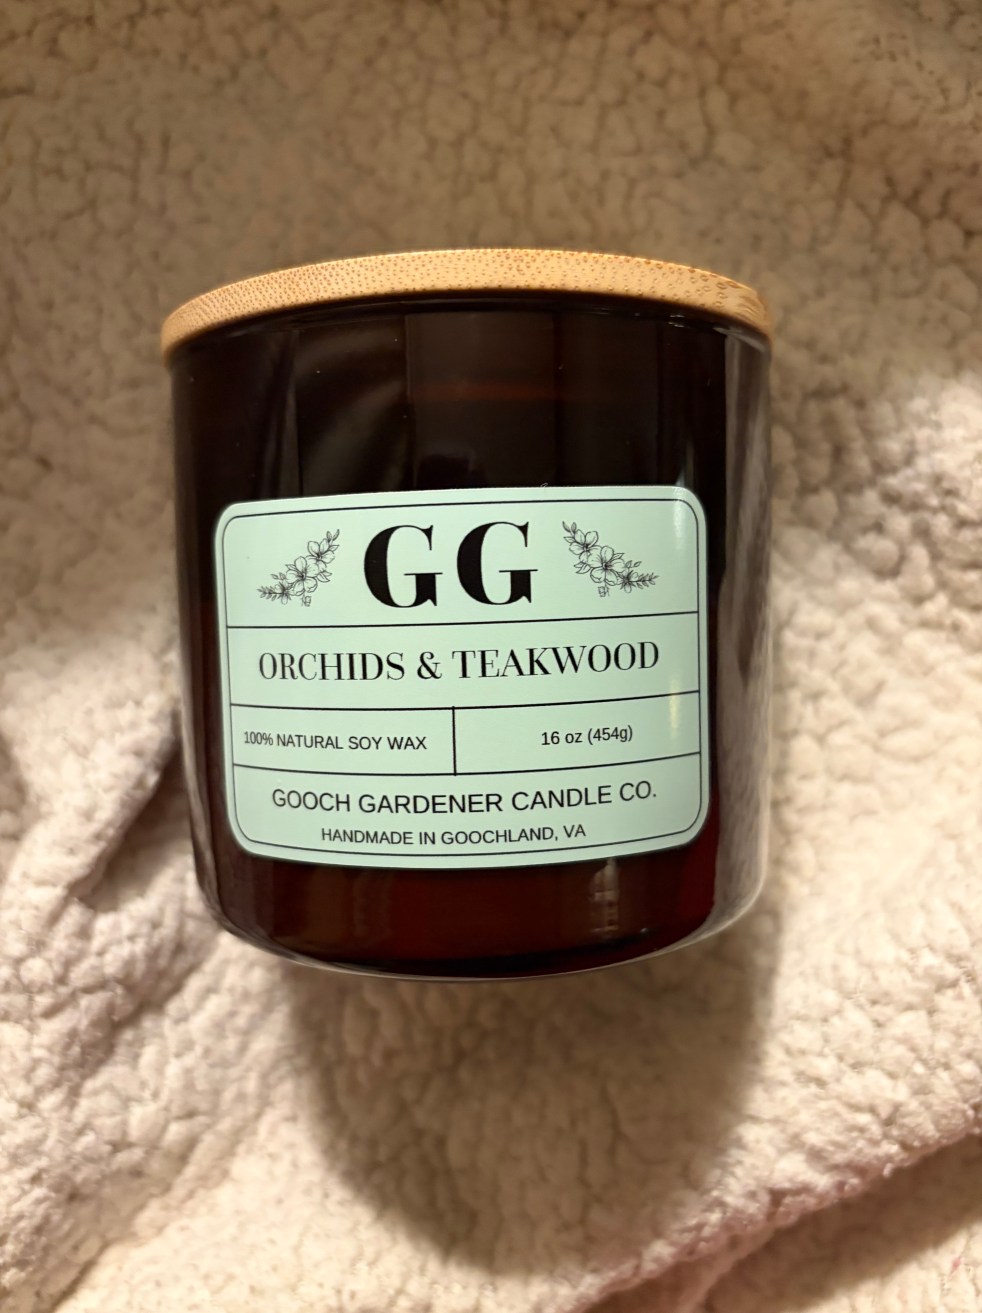 GG
ORCHIDS & TEAKWOOD
100% NATURAL SOY WAX
16 oz (454g)
GOOCH GARDENER CANDLE CO.
HANDMADE IN GOOCHLAND, VA